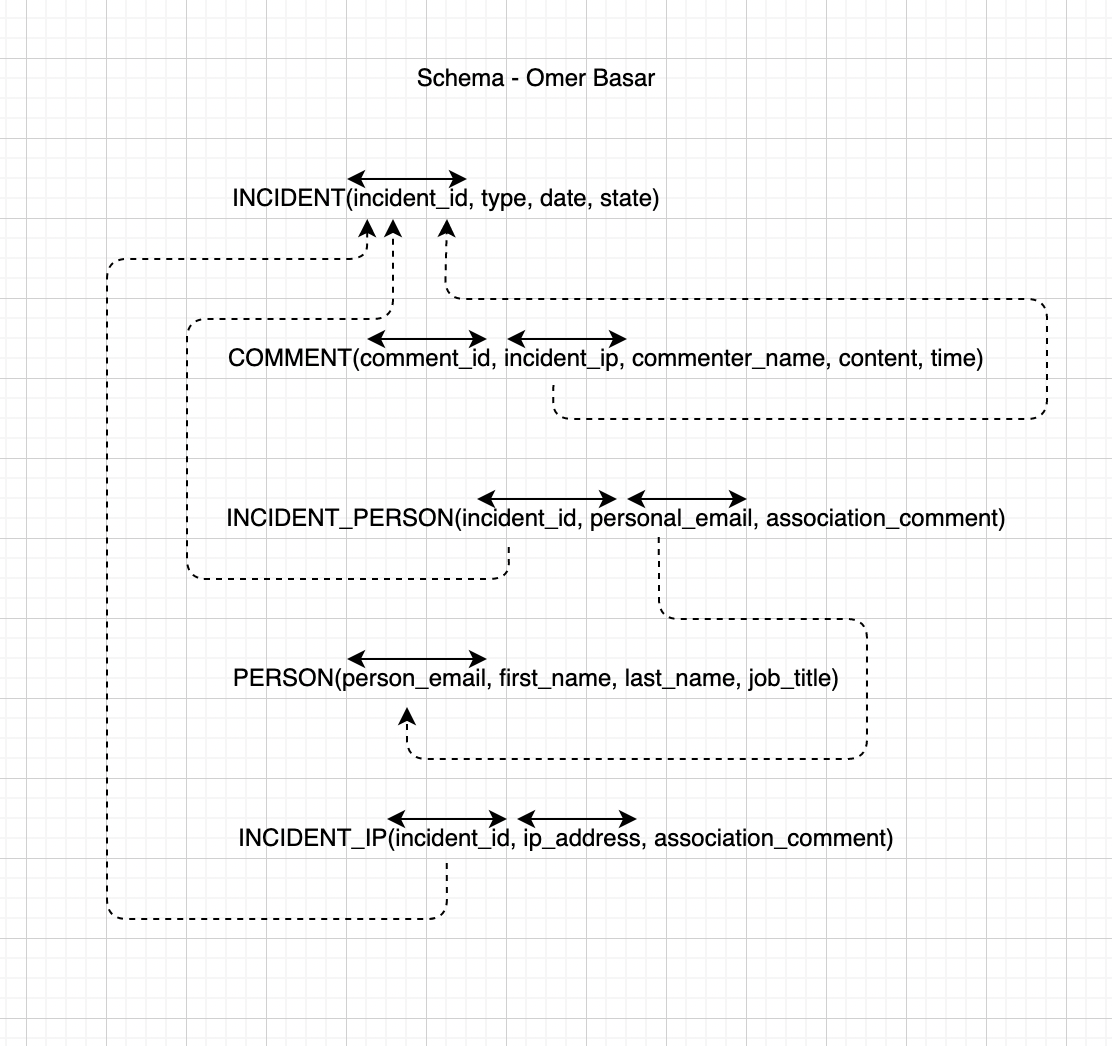 Schema - Omer Basar
INCIDENT(incident_id, type, date, state)
COMMENT(comment_id, incident_ip, commenter_name, content, time)
INCIDENT_PERSON(incident_id, personal_email, association_comment)
PERSON(person_email, first_name, last_name, job_title)
INCIDENT_IP(incident_id, ip_address, association_comment)